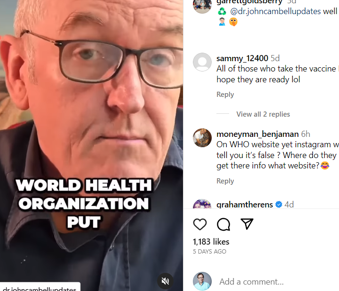 garrettgoldsberry 5d
@dr.johncambellupdates well
sammy_12400 5d
All of those who take the vaccine
hope they are ready lol
Reply
View all 2 replies
moneyman_benjaman 6h
On WHO website yet instagram w
tell you it's false ? Where do they
get there info what website?
Reply
grahamtherens 4d
1,183 likes
5 DAYS AGO
Add a comment...
WORLD HEALTH
ORGANIZATION
PUT
dr.johncambellupdates